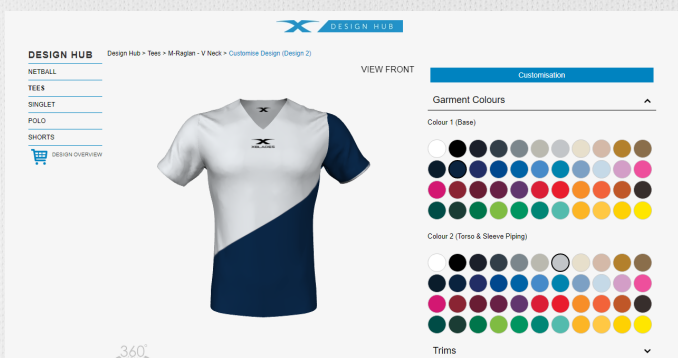 DESIGN HUB
DESIGN HUB
Design Hub > Tees > M-Raglan - V Neck > Customise Design (Design 2)
NETBALL
TEES
SINGLET
POLO
SHORTS
DESIGN OVERVIEW
VIEW FRONT
XBLADES
360°
Customisation
Garment Colours
Colour 1 (Base)
Colour 2 (Torso & Sleeve Piping)
Trims